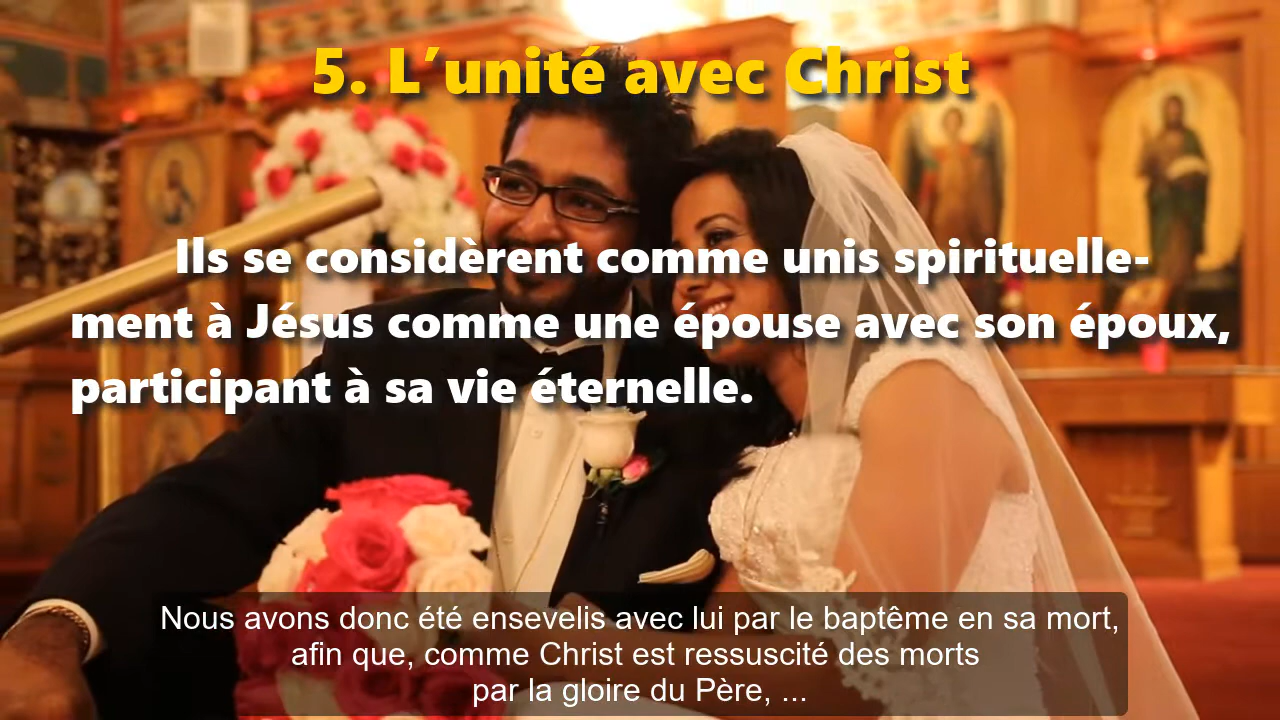 5. L’unité avec Christ
Ils se considèrent comme unis spirituelle-
ment à Jésus comme une épouse avec son époux,
participant à sa vie éternelle.
Nous avons donc été ensevelis avec lui par le baptême en sa mort,
afin que, comme Christ est ressuscité des morts
par la gloire du Père, ...